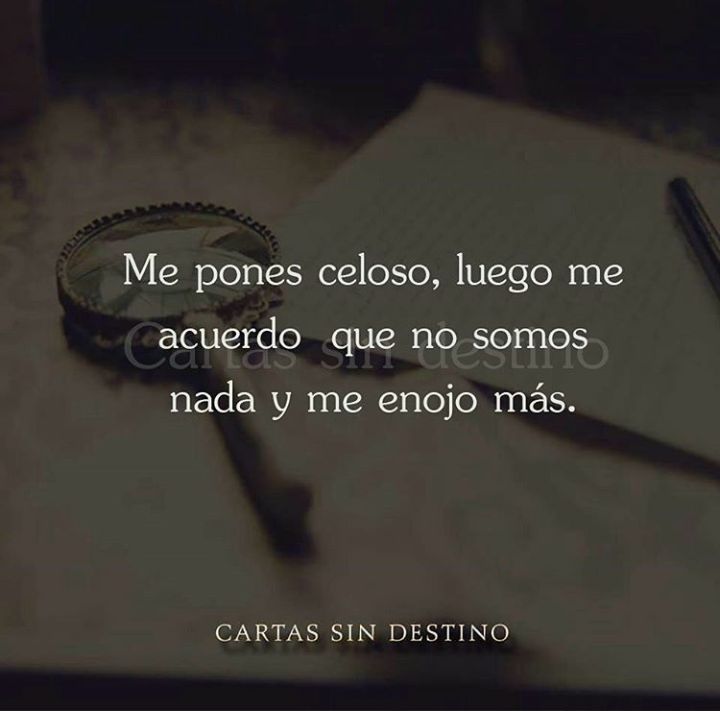 Me pones celoso, luego me
acuerdo que no somos
Cartas sin destino
nada y me enojo más.
CARTAS SIN DESTINO